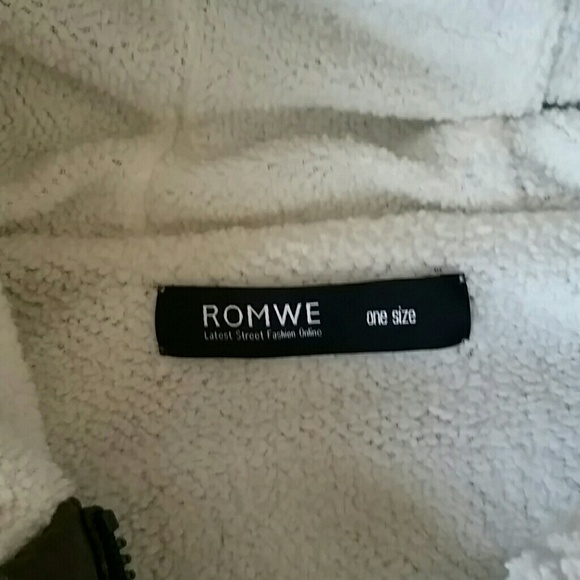 ROMWE one size
Latest Street Fashion Online